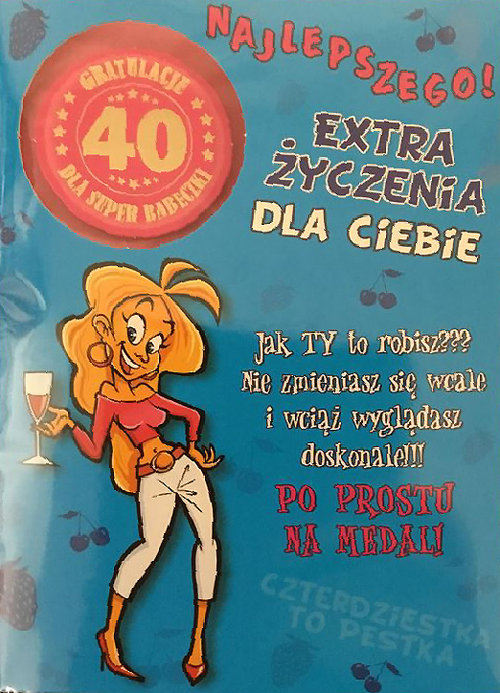 NAJLEPSZEGO!
GRATULACJE
40
DLA SUPER BABECZKI
EXTRA
ŻYCZENIA
DLA CIEBIE
Jak TY to robisz???
Nie zmieniasz się wcale
i wciąż wyglądasz
doskonale!!!
PO PROSTU
NA MEDAL!
CZTERDZIESTKA
TO PESTKA